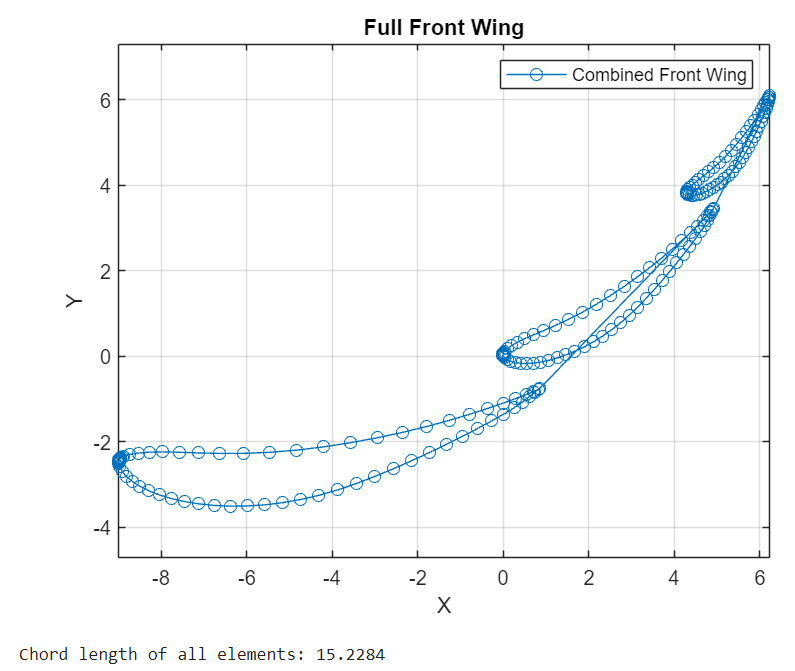 Full Front Wing
Combined Front Wing
6
4
2
0
-2
-4
Y
-8 -6 -4 -2 0 2 4 6
X
Chord length of all elements: 15.2284